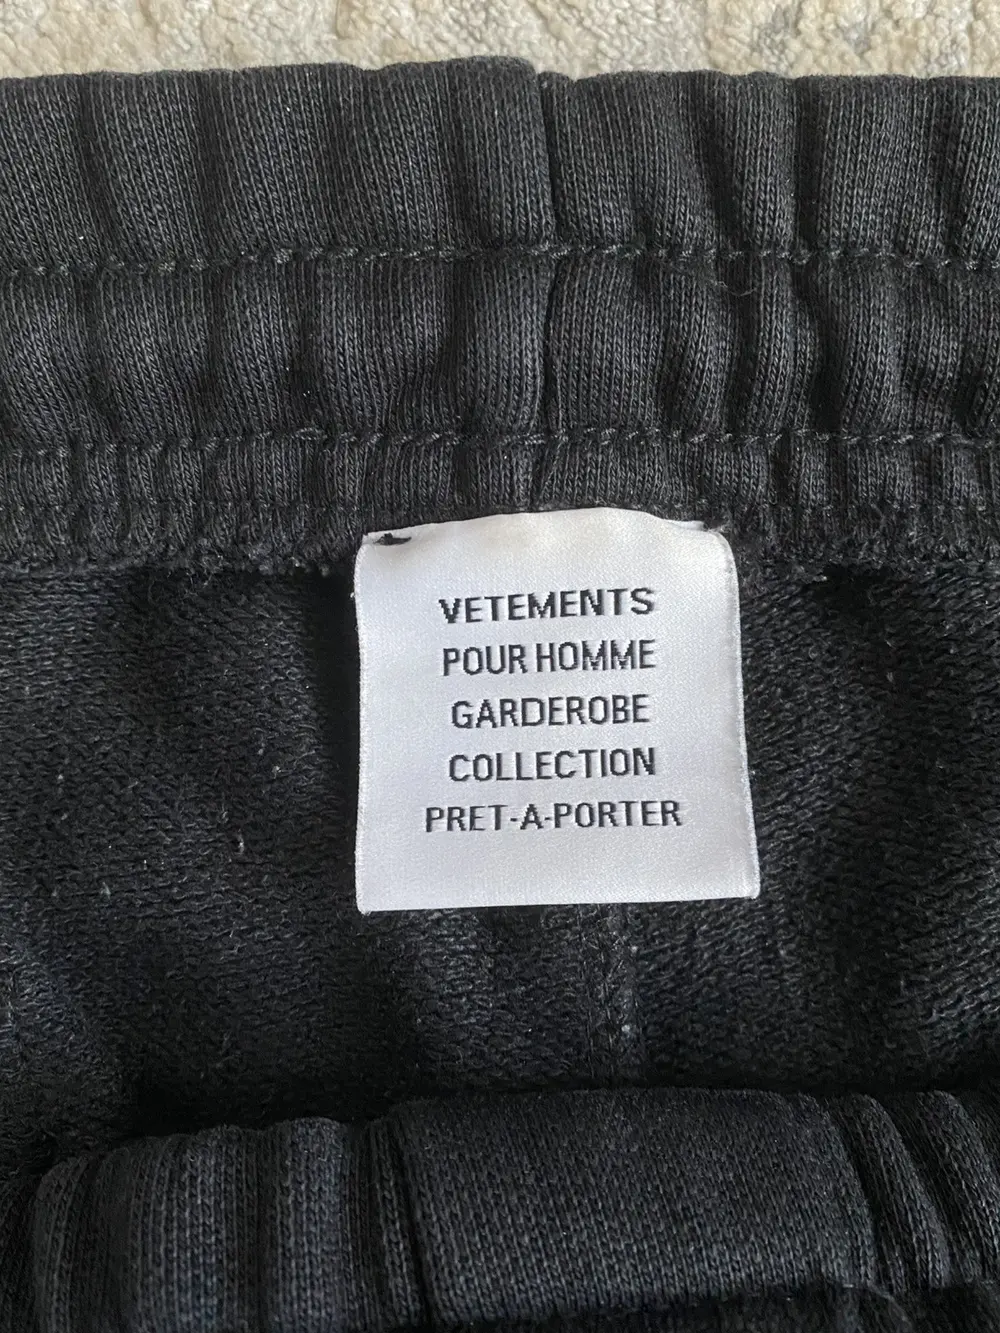 VETEMENTS
POUR HOMME
GARDEROBE
COLLECTION
PRET-A-PORTER